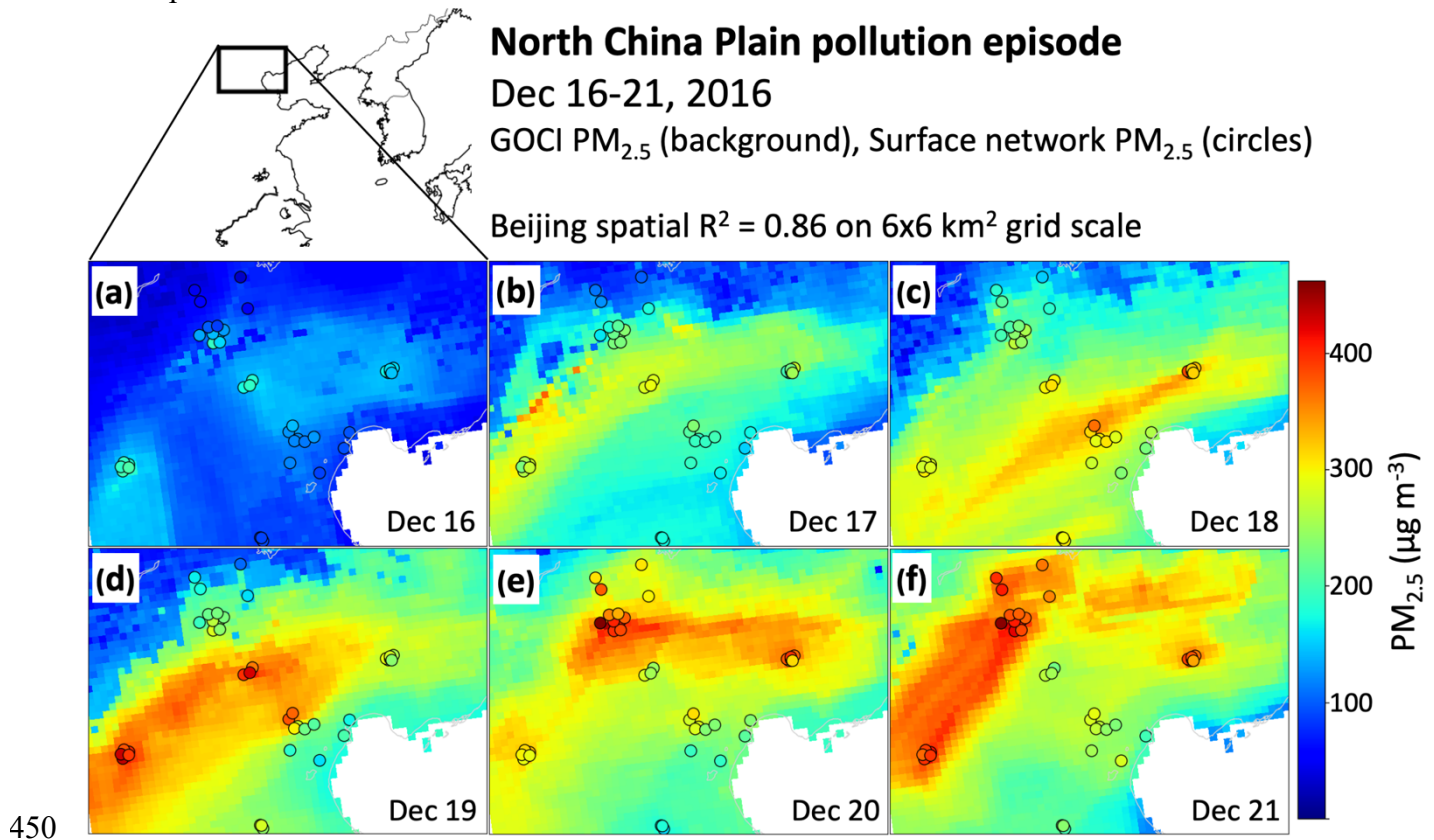 North China Plain pollution episode
Dec 16-21, 2016
GOCI PM2.5 (background), Surface network PM2.5 (circles)
Beijing spatial R2 = 0.86 on 6x6 km2 grid scale
(a)
Dec 16
(b)
Dec 17
(c)
Dec 18
(d)
Dec 19
(e)
Dec 20
(f)
Dec 21
400
300
200
100
PM2.5 (μg m-3)
450